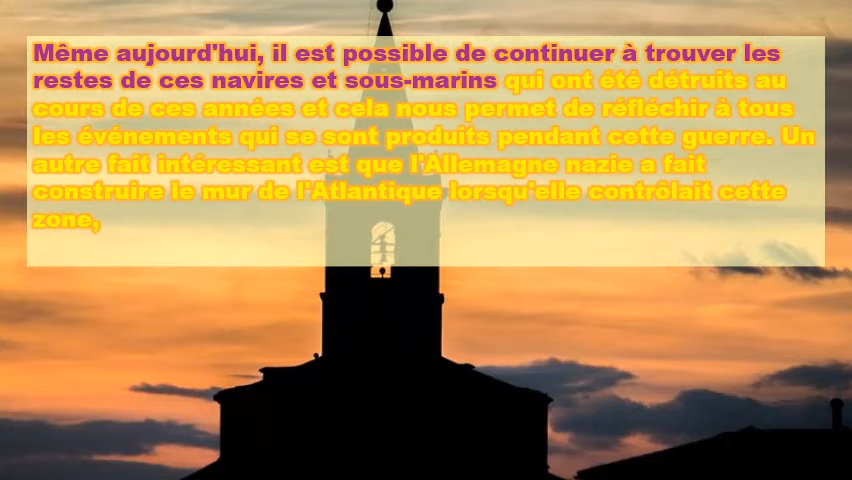 Même aujourd'hui, il est possible de continuer à trouver les
restes de ces navires et sous-marins qui ont été détruits au
cours de ces années et cela nous permet de réfléchir à tous
les événements qui se sont produits pendant cette guerre. Un
autre fait intéressant est que l'Allemagne nazie a fait
construire le mur de l'Atlantique lorsqu'elle contrôlait cette
zone,